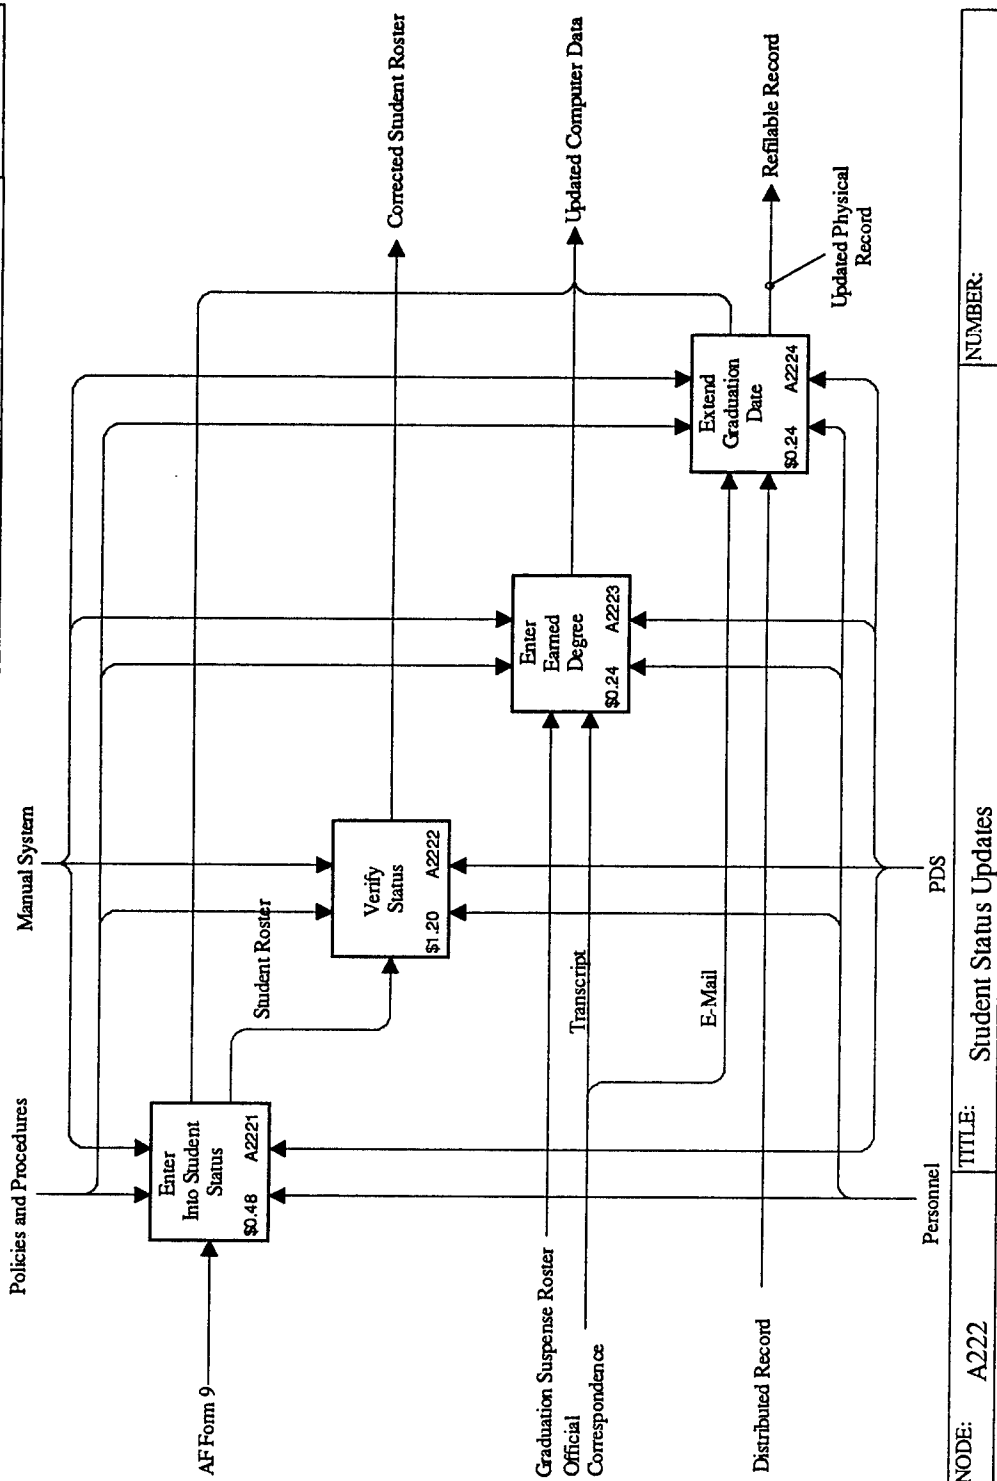 Policies and Procedures
Manual System
AF Form 9
Enter
Into Student
Status
$0.48 A2221
Student Roster
Verify
Status
$1.20 A2222
Corrected Student Roster
Graduation Suspense Roster
Official
Correspondence
Transcript
Enter
Earned
Degree
$0.24 A2223
Updated Computer Data
E-Mail
Distributed Record
Extend
Graduation
Date
$0.24 A2224
Refilable Record
Updated Physical
Record
Personnel
PDS
NODE: A222
TITLE: Student Status Updates
NUMBER: